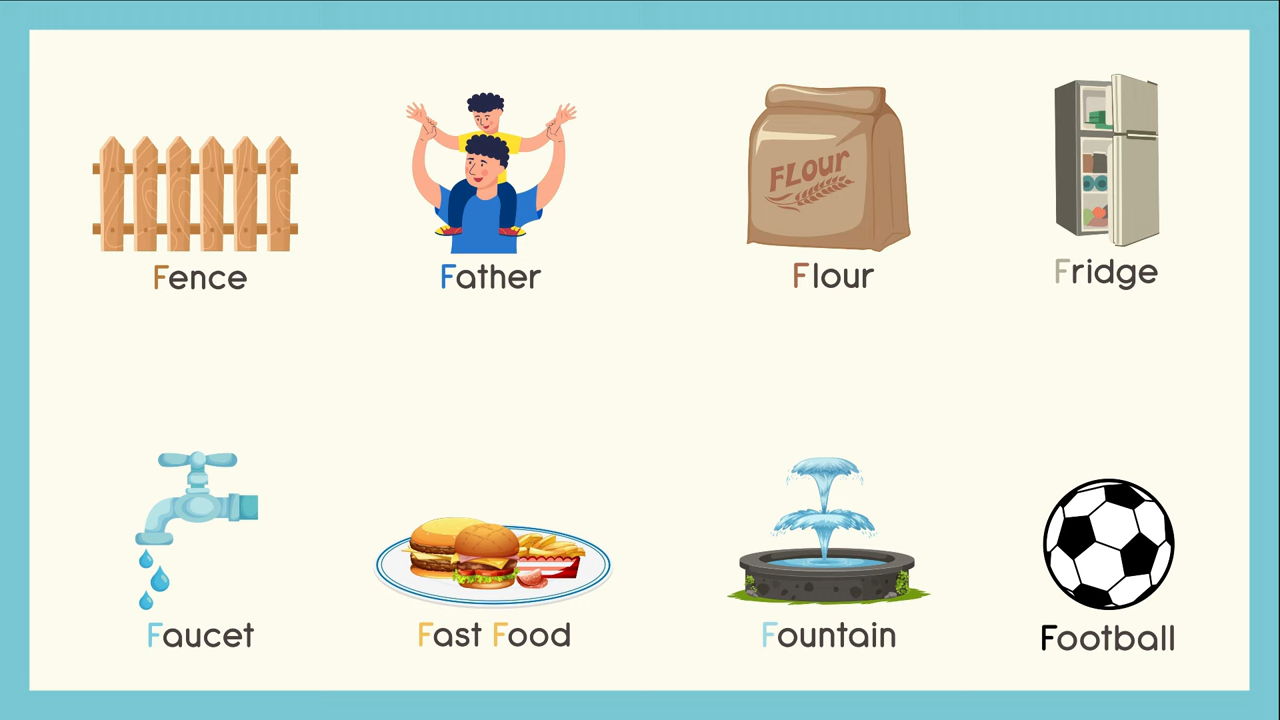 FLOUR
Fence
Father
Flour
Fridge
Faucet
Fast Food
Fountain
Football